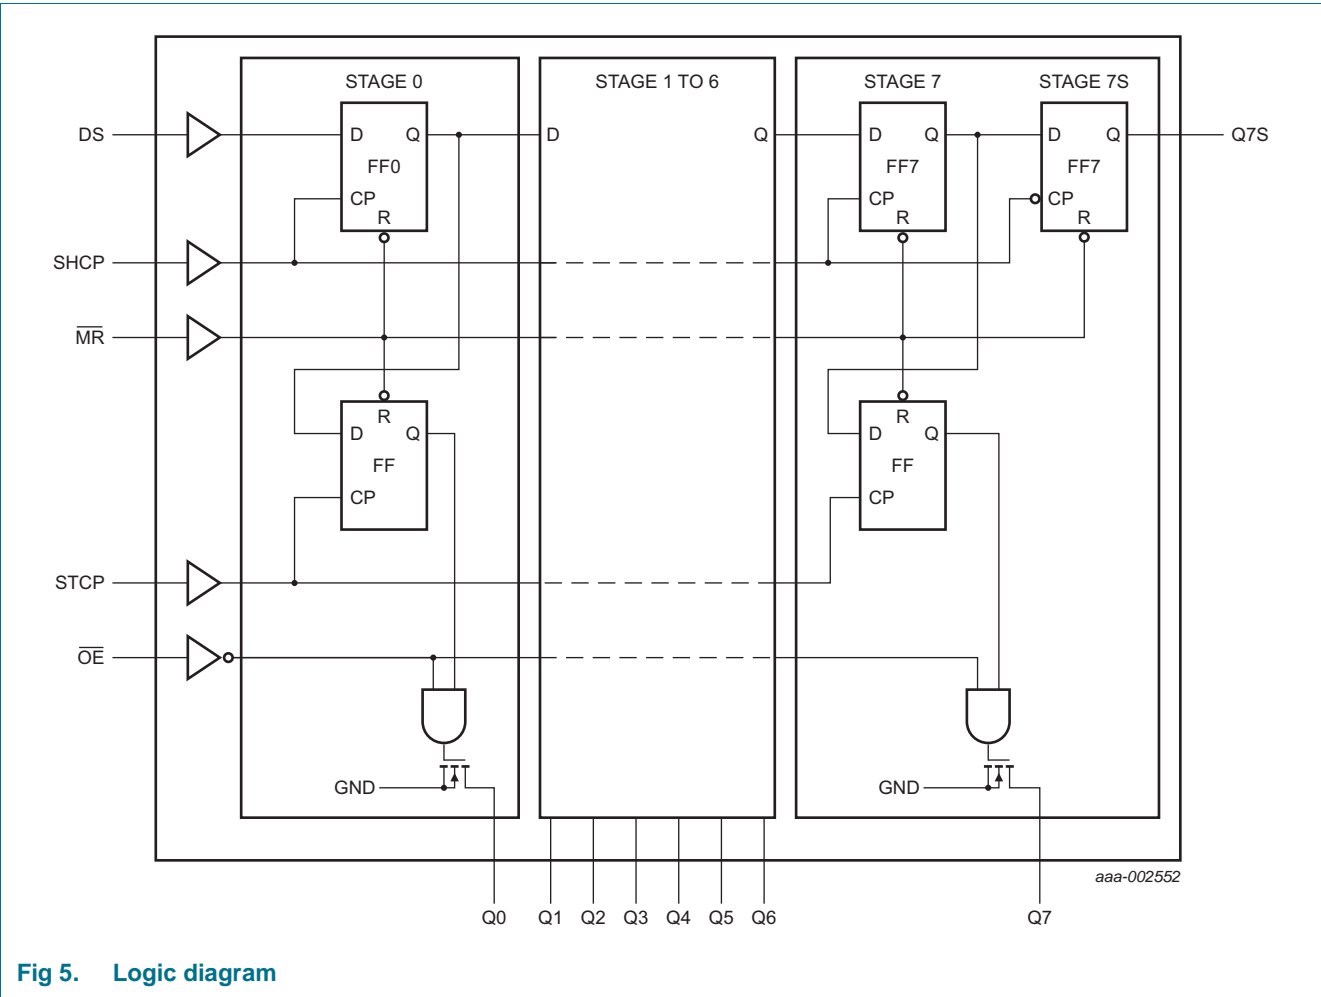 STAGE 0
STAGE 1 TO 6
STAGE 7
STAGE 7S
DS
D
Q
FF0
CP
R
D
Q
D
Q
FF7
CP
R
D
Q
FF7
CP
R
Q7S
SHCP
M̅R̅
R
D
Q
FF
CP
R
D
Q
FF
CP
STCP
O̅E̅
GND
GND
aaa-002552
Q0
Q1
Q2
Q3
Q4
Q5
Q6
Q7
Fig 5. Logic diagram